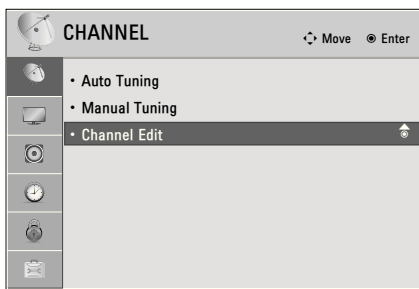 CHANNEL
Move Enter
• Auto Tuning
• Manual Tuning
• Channel Edit